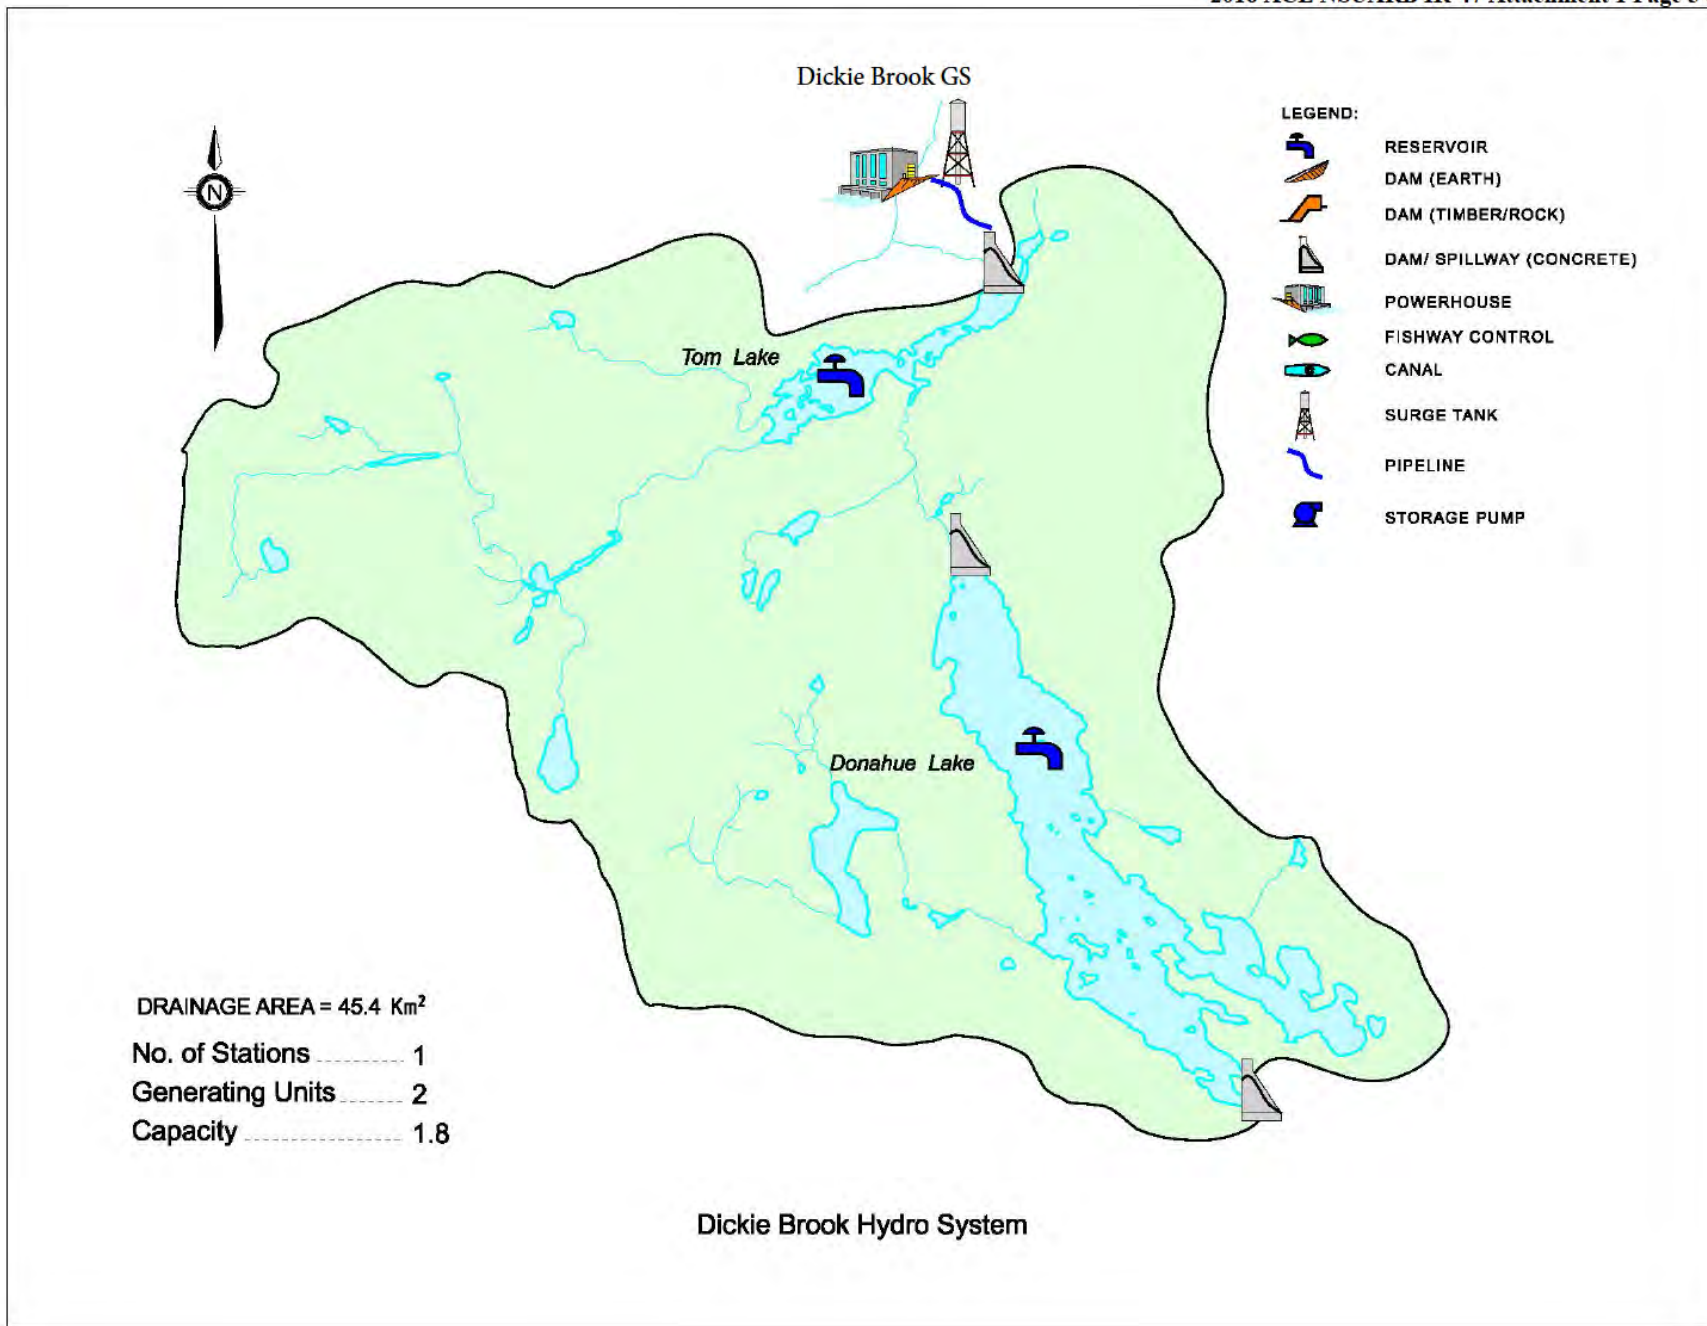 Dickie Brook GS
LEGEND:
RESERVOIR
DAM (EARTH)
DAM (TIMBER/ROCK)
DAM/ SPILLWAY (CONCRETE)
POWERHOUSE
FISHWAY CONTROL
CANAL
SURGE TANK
PIPELINE
STORAGE PUMP
N
Tom Lake
Donahue Lake
DRAINAGE AREA = 45.4 Km²
No. of Stations 1
Generating Units 2
Capacity 1.8
Dickie Brook Hydro System